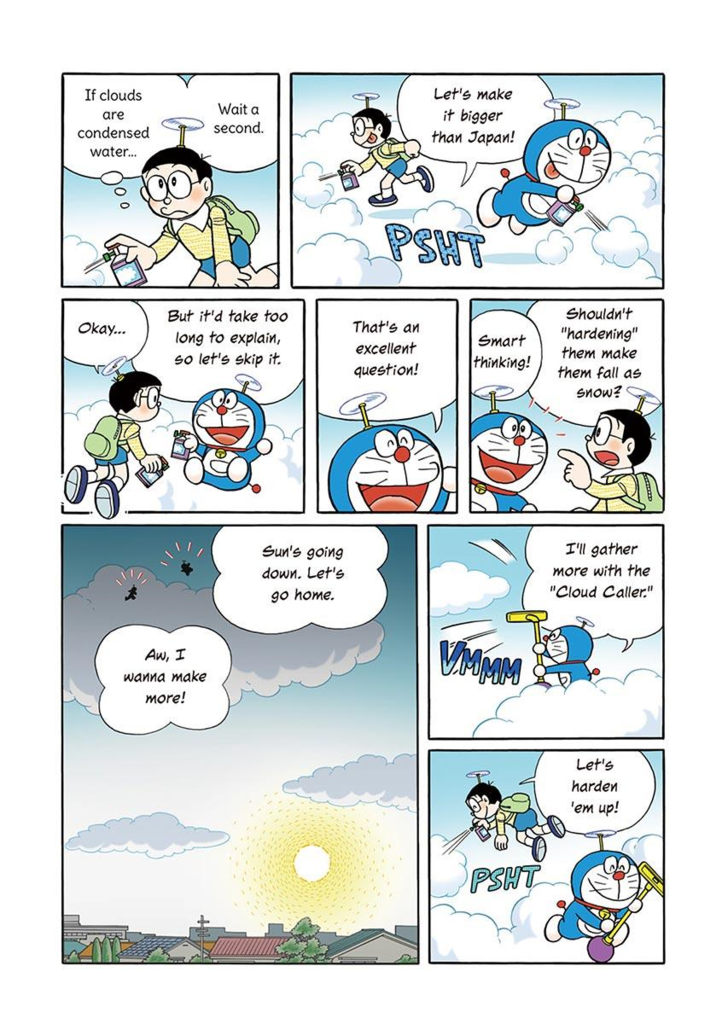 Let's make
it bigger
than Japan!
PSHT
Wait a
second.
If clouds
are
condensed
water...
Shouldn't
"hardening"
them make
them fall as
snow?
Smart
thinking!
That's an
excellent
question!
But it'd take too
long to explain,
so let's skip it.
Okay...
I'll gather
more with the
"Cloud Caller."
VMMMM
Let's
harden
'em up!
PSHT
Sun's going
down. Let's
go home.
Aw, I
wanna make
more!